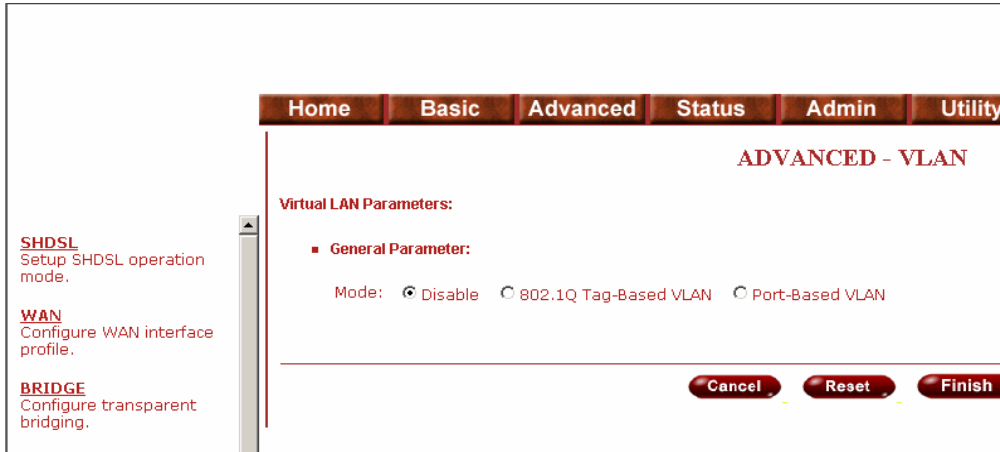 Home Basic Advanced Status Admin Utility
ADVANCED - VLAN
Virtual LAN Parameters:
General Parameter:
Mode: Disable 802.1Q Tag-Based VLAN Port-Based VLAN
Cancel Reset Finish
SHDSL
Setup SHDSL operation
mode.
WAN
Configure WAN interface
profile.
BRIDGE
Configure transparent
bridging.